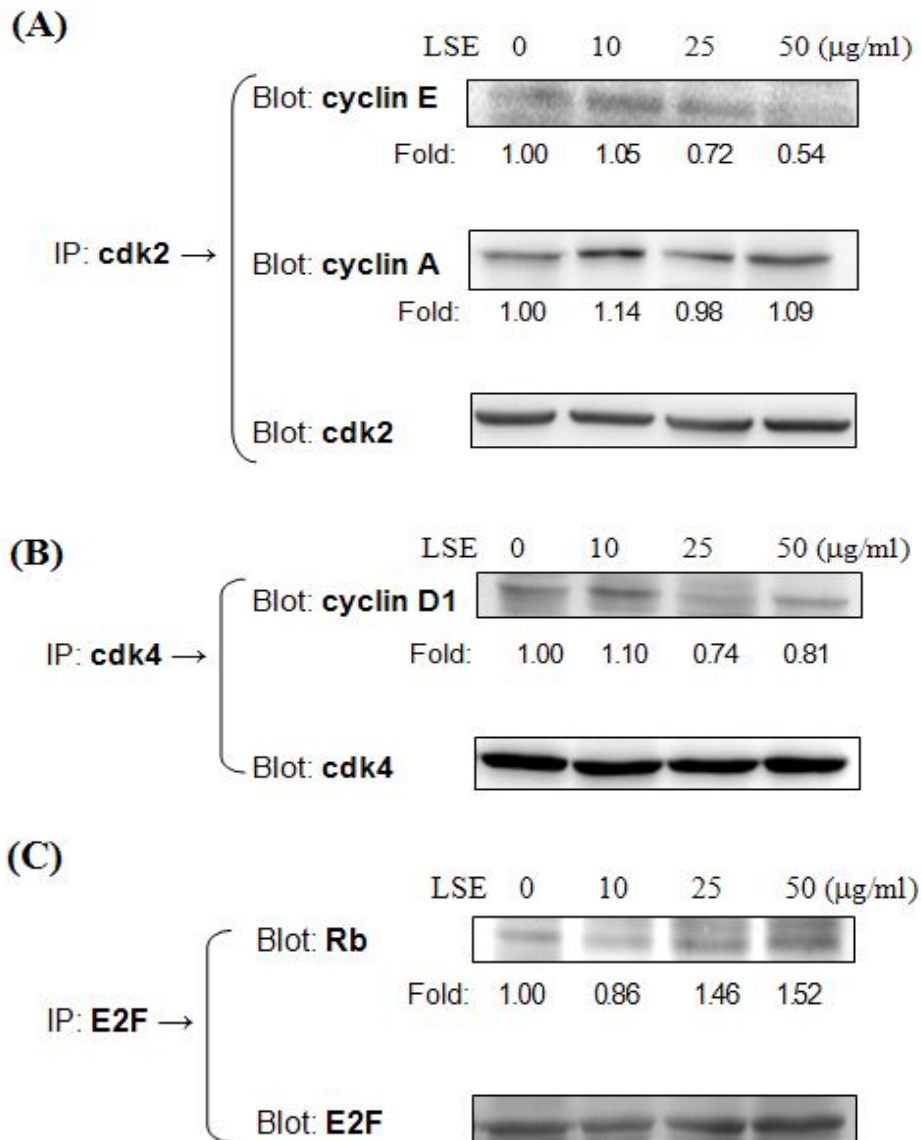 (A)
LSE 0 10 25 50 (μg/ml)
Blot: cyclin E
Fold: 1.00 1.05 0.72 0.54
IP: cdk2 →
Blot: cyclin A
Fold: 1.00 1.14 0.98 1.09
Blot: cdk2
(B)
LSE 0 10 25 50 (μg/ml)
Blot: cyclin D1
IP: cdk4 →
Fold: 1.00 1.10 0.74 0.81
Blot: cdk4
(C)
LSE 0 10 25 50 (μg/ml)
Blot: Rb
Fold: 1.00 0.86 1.46 1.52
IP: E2F →
Blot: E2F